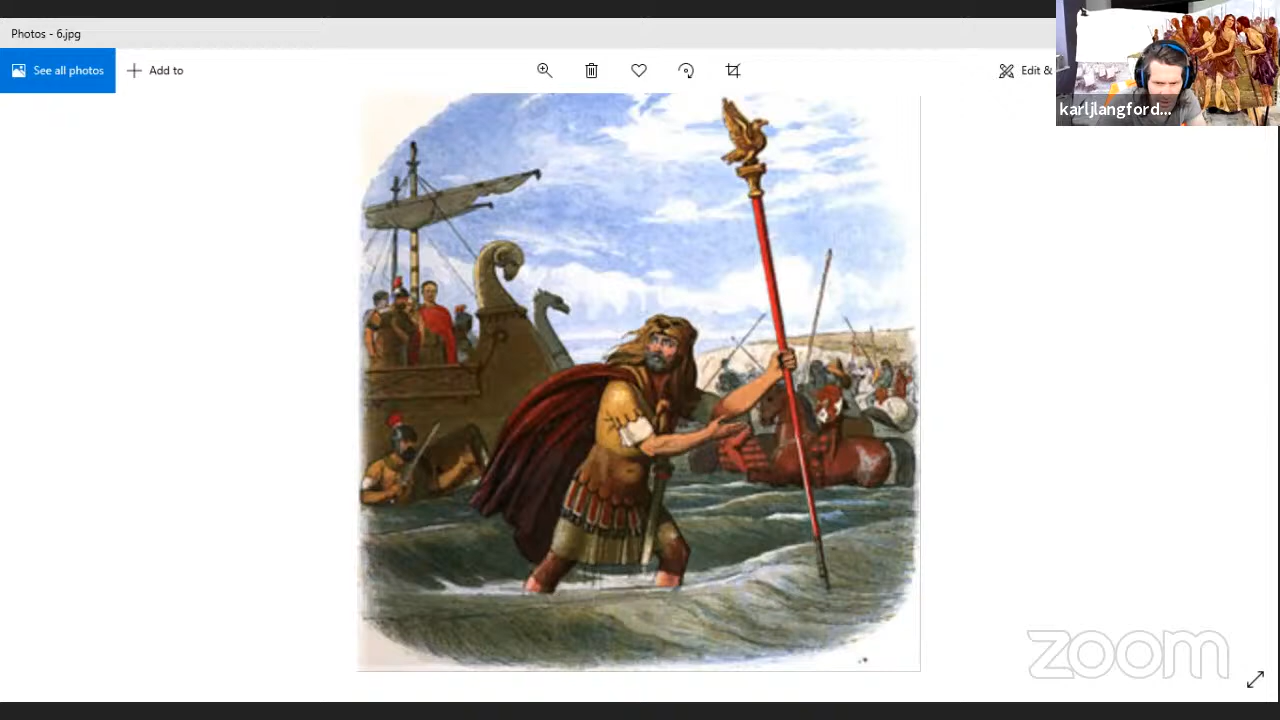 Photos - 6.jpg
See all photos
Add to
Edit &
karljlangford...
zoom